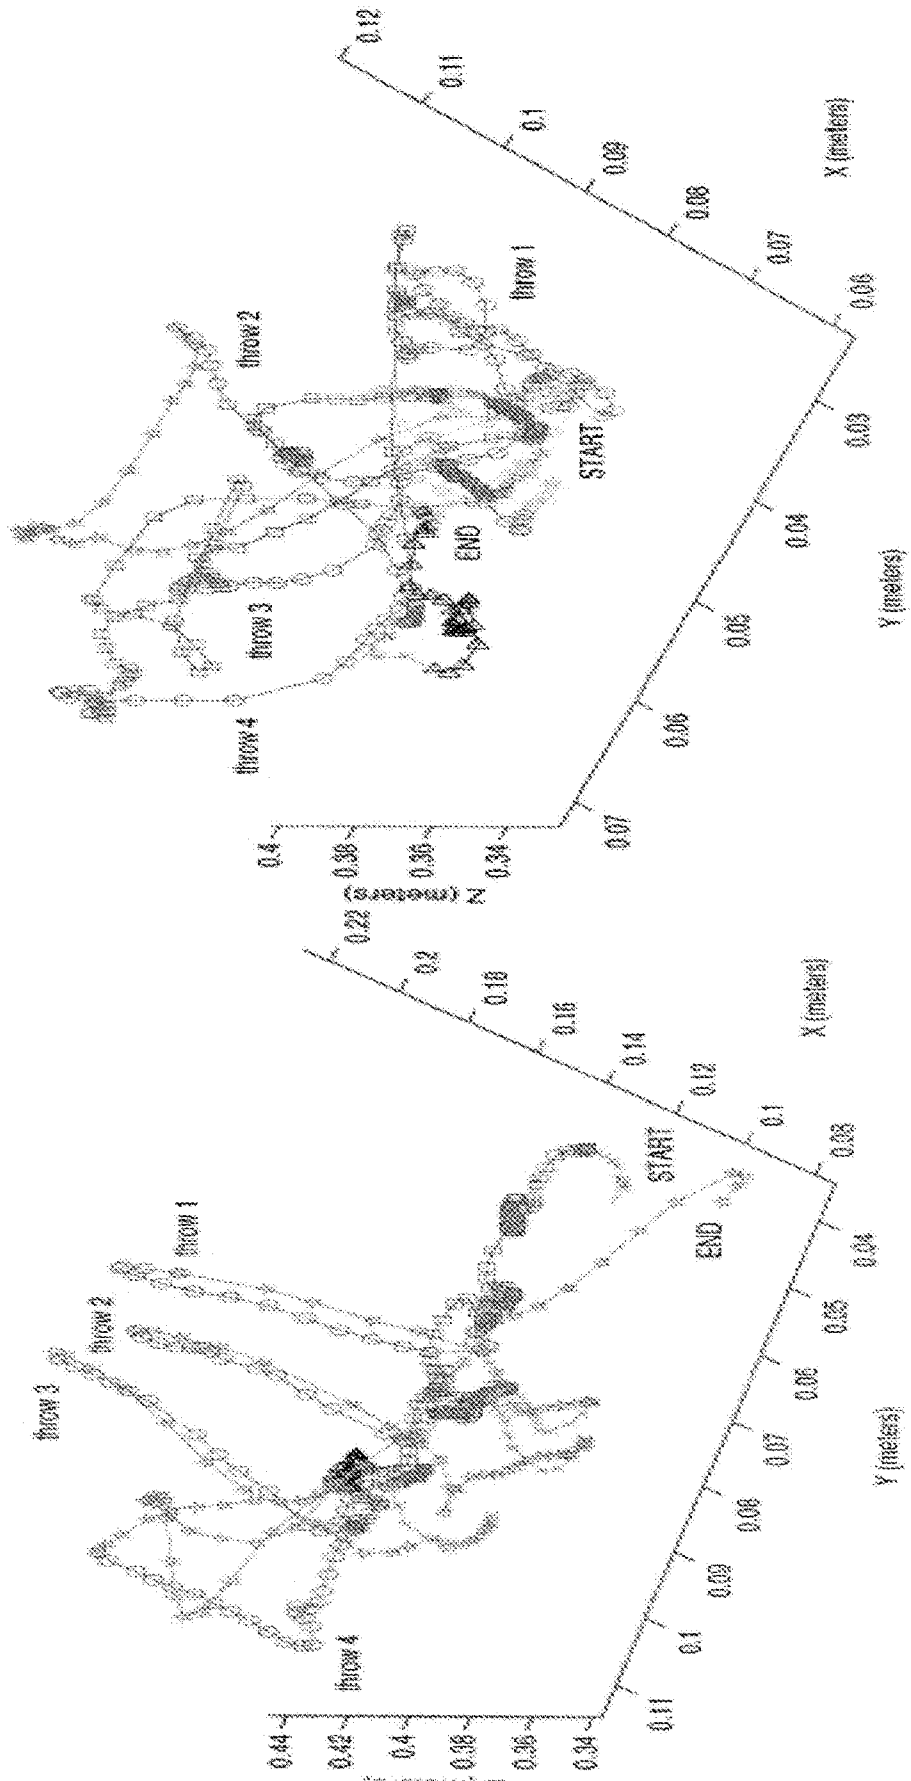 throw 3
throw 2
throw 1
throw 4
START
END
0.44
0.42
0.4
0.38
0.36
0.34
0.11
0.1
0.09
0.08
0.07
0.06
0.05
0.04
Y (meters)
0.08
0.1
0.12
0.14
0.16
0.18
0.2
0.22
X (meters)
throw 4
throw 3
throw 2
throw 1
END
START
0.4
0.38
0.36
0.34
Z (meters)
0.07
0.06
0.05
0.04
0.03
Y (meters)
0.06
0.07
0.08
0.09
0.1
0.11
0.12
X (meters)